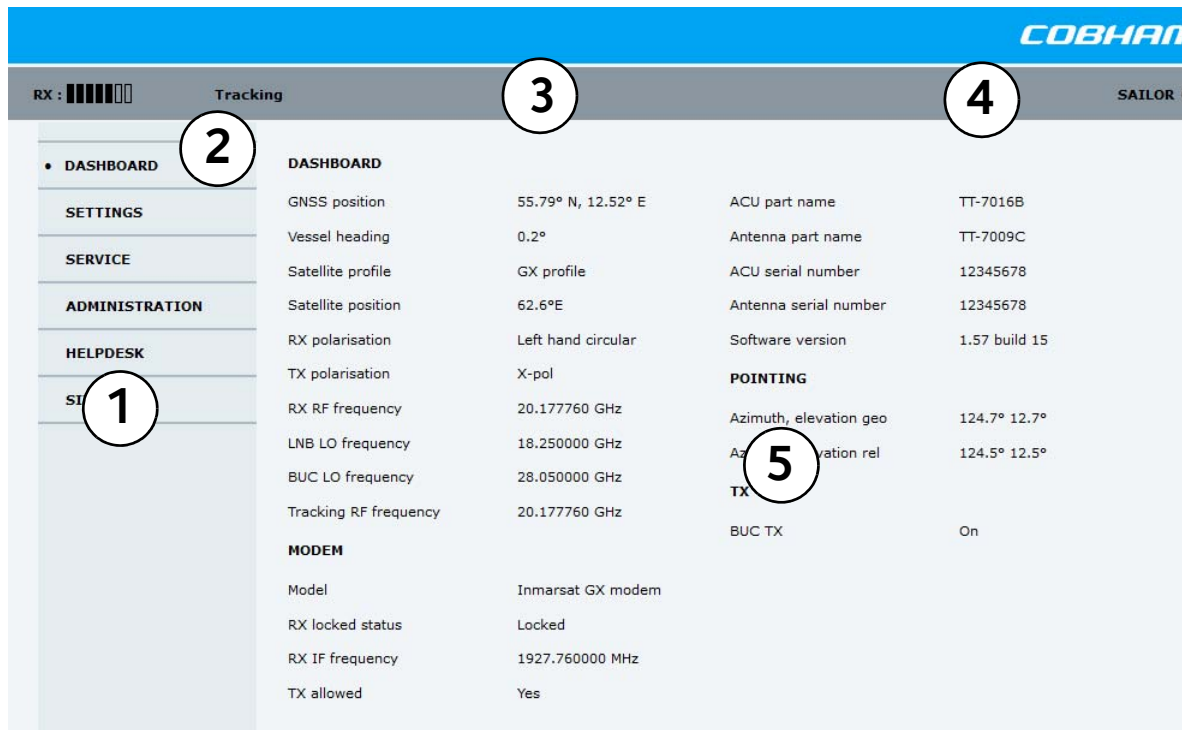 COBHAM
RX :
Tracking
3
4
SAILOR
2
• DASHBOARD
SETTINGS
SERVICE
ADMINISTRATION
HELPDESK
1
DASHBOARD
GNSS position 55.79° N, 12.52° E
Vessel heading 0.2°
Satellite profile GX profile
Satellite position 62.6°E
RX polarisation Left hand circular
TX polarisation X-pol
RX RF frequency 20.177760 GHz
LNB LO frequency 18.250000 GHz
BUC LO frequency 28.050000 GHz
Tracking RF frequency 20.177760 GHz
MODEM
Model Inmarsat GX modem
RX locked status Locked
RX IF frequency 1927.760000 MHz
TX allowed Yes
ACU part name TT-7016B
Antenna part name TT-7009C
ACU serial number 12345678
Antenna serial number 12345678
Software version 1.57 build 15
POINTING
Azimuth, elevation geo 124.7° 12.7°
5
rel 124.5° 12.5°
TX
BUC TX On